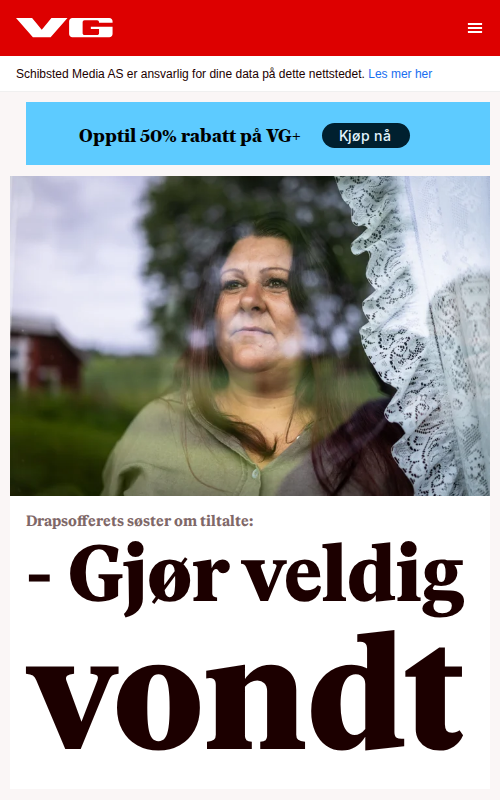 VG
Schibsted Media AS er ansvarlig for dine data på dette nettstedet. Les mer her
Opptil 50% rabatt på VG+ Kjøp nå
Drapsofferets søster om tiltalte:
- Gjør veldig
vondt